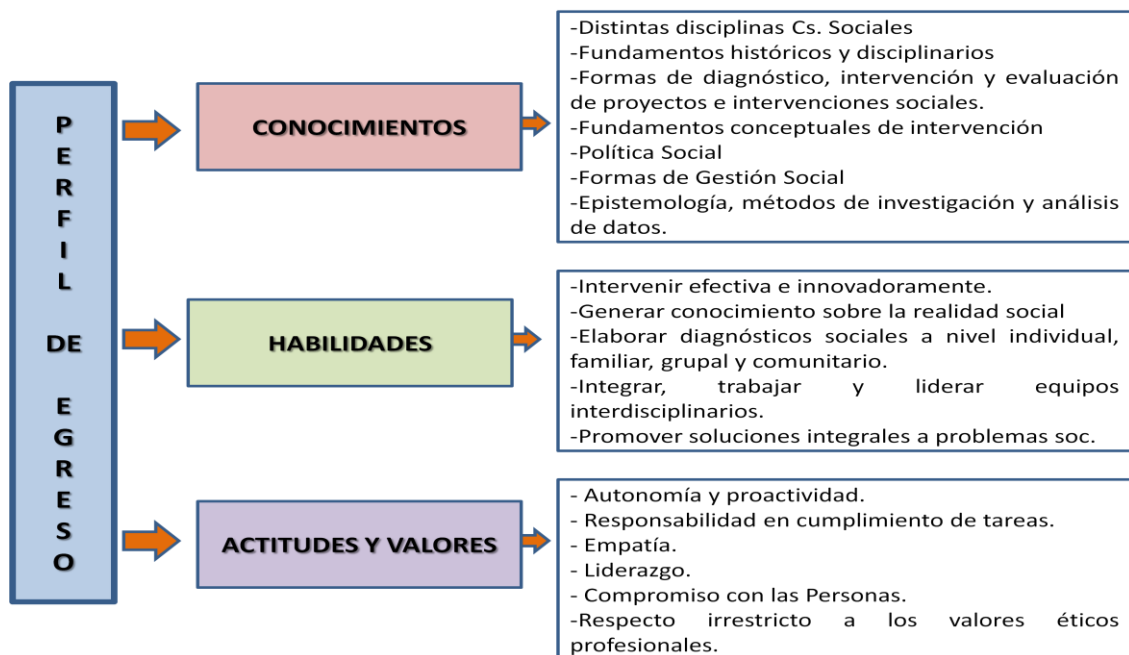 PERFIL DE EGRESO
CONOCIMIENTOS
-Distintas disciplinas Cs. Sociales
-Fundamentos históricos y disciplinarios
-Formas de diagnóstico, intervención y evaluación
de proyectos e intervenciones sociales.
-Fundamentos conceptuales de intervención
-Política Social
-Formas de Gestión Social
-Epistemología, métodos de investigación y análisis
de datos.
HABILIDADES
-Intervenir efectiva e innovadoramente.
-Generar conocimiento sobre la realidad social
-Elaborar diagnósticos sociales a nivel individual,
familiar, grupal y comunitario.
-Integrar, trabajar y liderar equipos
interdisciplinarios.
-Promover soluciones integrales a problemas soc.
ACTITUDES Y VALORES
- Autonomía y proactividad.
- Responsabilidad en cumplimiento de tareas.
- Empatía.
- Liderazgo.
- Compromiso con las Personas.
-Respeto irrestricto a los valores éticos
profesionales.